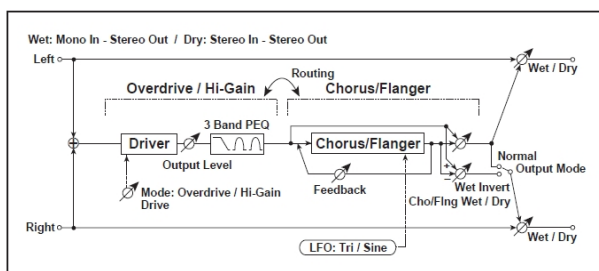 Wet: Mono In - Stereo Out / Dry: Stereo In - Stereo Out
Left
Wet / Dry
Routing
Overdrive / Hi-Gain
Chorus/Flanger
3 Band PEQ
Driver
Chorus/Flanger
Normal
Output Mode
Output Level
+
-
Mode: Overdrive / Hi-Gain
Drive
Feedback
Wet Invert
Cho/Flng Wet / Dry
Right
Wet / Dry
LFO: Tri / Sine